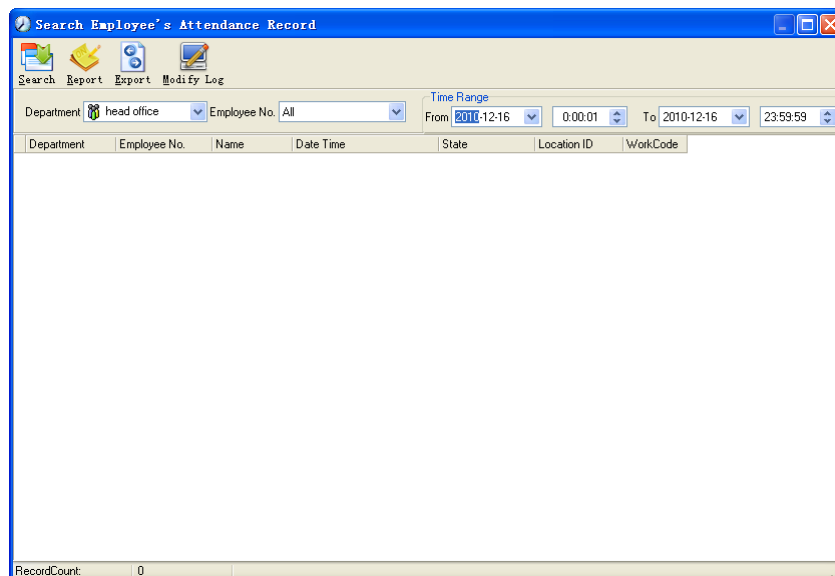 Search Employee's Attendance Record
Search Report Export Modify Log
Time Range
Department head office Employee No. All From 2010-12-16 0:00:01 To 2010-12-16 23:59:59
Department Employee No. Name Date Time State Location ID WorkCode
RecordCount: 0